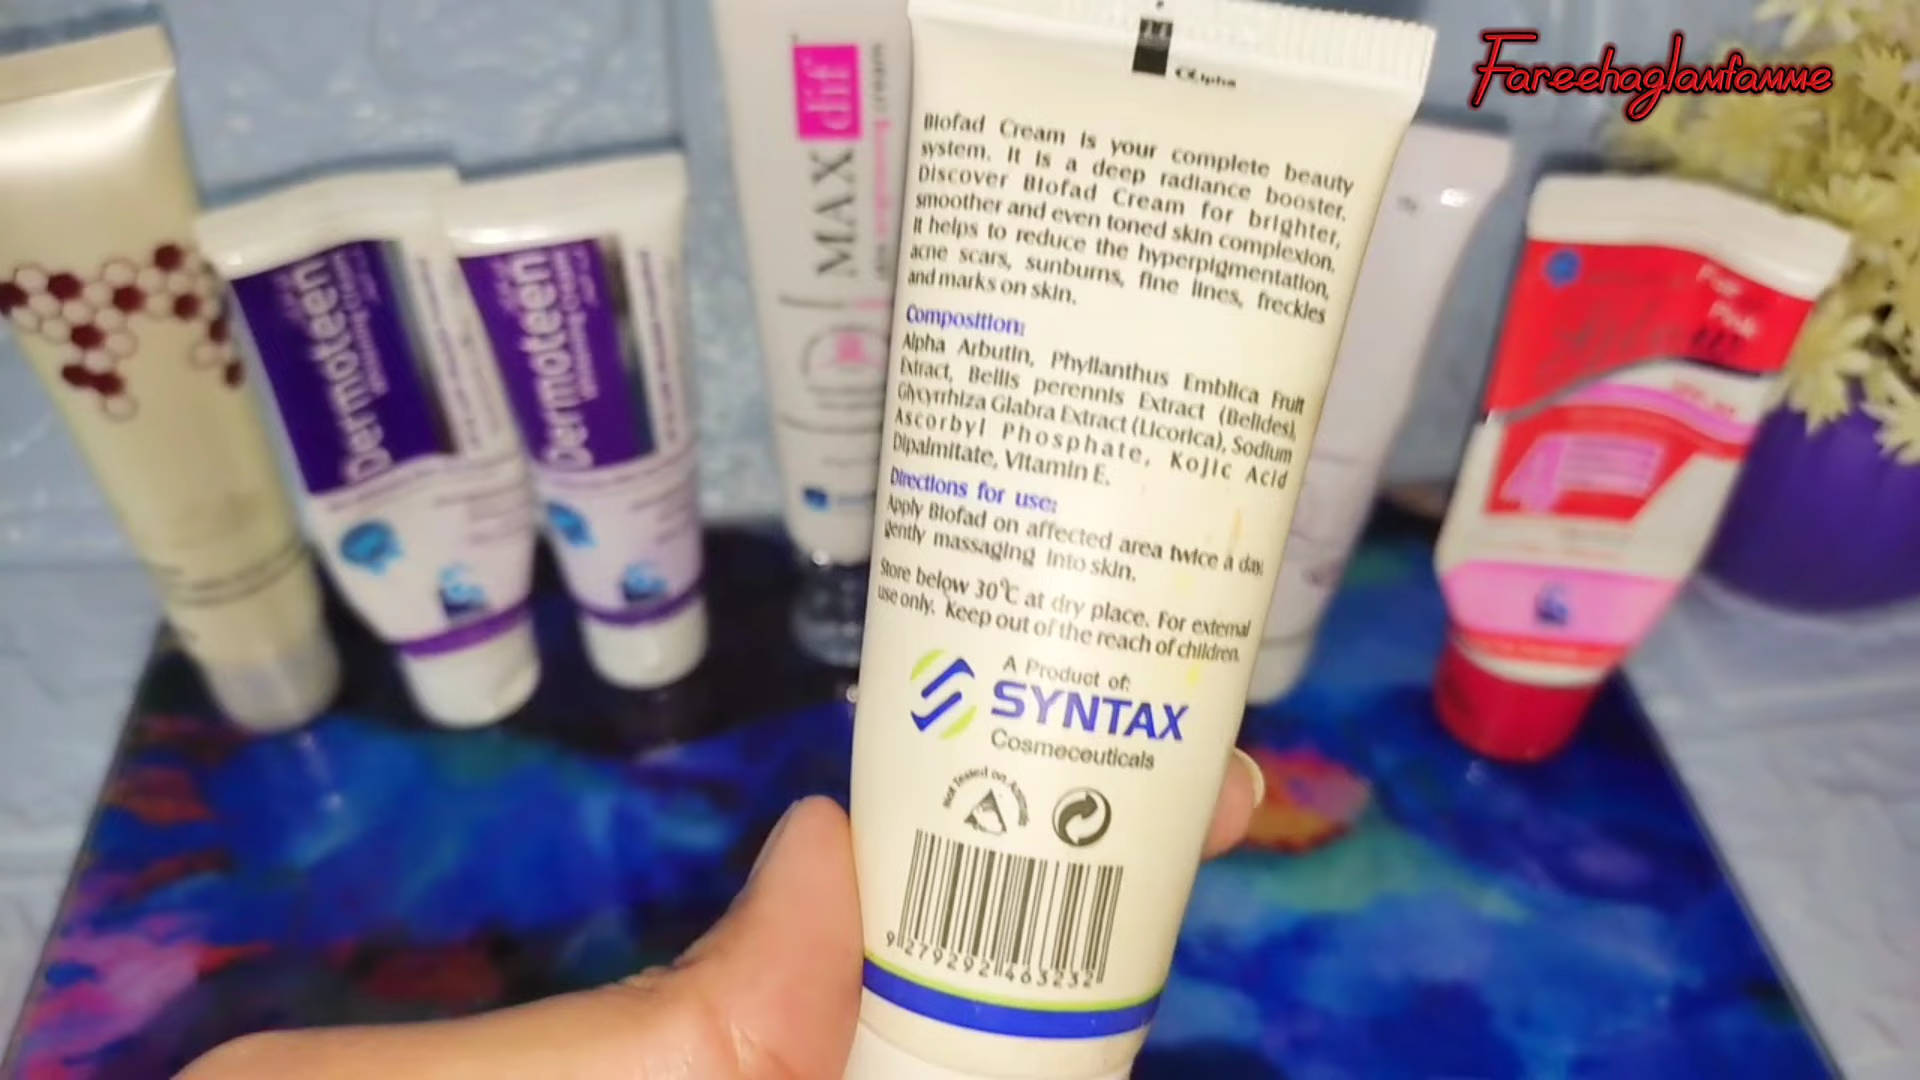 Fareehaglamfamme
Biofad Cream is your complete beauty
system. It is a deep radiance booster.
Discover Biofad Cream for brighter,
smoother and even toned skin complexion.
It helps to reduce the hyperpigmentation,
acne scars, sunburns, fine lines, freckles
and marks on skin.
Composition:
Alpha Arbutin, Phyllanthus Emblica Fruit
Extract, Bellis perennis Extract (Belides),
Glycyrrhiza Glabra Extract (Licorica), Sodium
Ascorbyl Phosphate, Kojic Acid
Dipalmitate, Vitamin E.
Directions for use:
Apply Biofad on affected area twice a day
gently massaging into skin.
Store below 30°C at dry place. For external
use only. Keep out of the reach of children.
A Product of:
SYNTAX
Cosmeceuticals
Not Tested on Animals
9 279292 463232
Dermoteen
Dermoteen
MAX dif